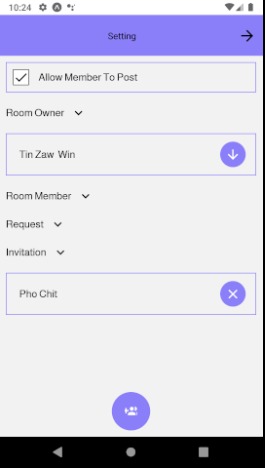 10:24
Setting
Allow Member To Post
Room Owner
Tin Zaw Win
Room Member
Request
Invitation
Pho Chit